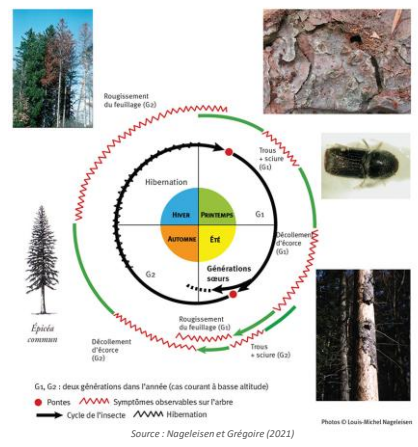 Rougissement
du feuillage (G2)
Trous
+ sciure
(G1)
Hibernation
HIVER
PRINTEMPS
G1
Décollement
d'écorce
(G1)
AUTOMNE
Eté
G2
Générations
sœurs
Épicéa
commun
Rougissement
du feuillage (G1)
Décollement
d'écorce (G2)
Trous
+ sciure (G2)
G1, G2 : deux générations dans l'année (cas courant à basse altitude)
Pontes
Symptômes observables sur l'arbre
Cycle de l'insecte
Hibernation
Photos © Louis-Michel Nageleisen
Source : Nageleisen et Grégoire (2021)